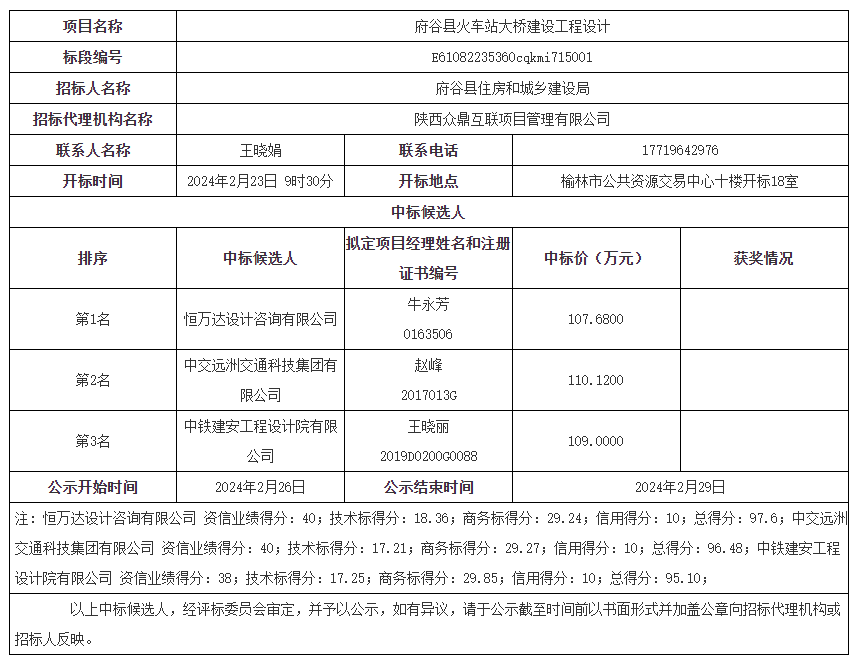 项目名称 府谷县火车站大桥建设工程设计
标段编号 E61082235360cqkmi715001
招标人名称 府谷县住房和城乡建设局
招标代理机构名称 陕西众鼎互联项目管理有限公司
联系人名称 王晓娟 联系电话 17719642976
开标时间 2024年2月23日 9时30分 开标地点 榆林市公共资源交易中心十楼开标18室
中标候选人
排序 中标候选人 拟定项目经理姓名和注册 中标价（万元） 获奖情况
证书编号
第1名 恒万达设计咨询有限公司 牛永芳 107.6800
0163506
第2名 中交远洲交通科技集团有 赵峰 110.1200
限公司 2017013G
第3名 中铁建安工程设计院有限 王晓丽 109.0000
公司 2019D0200G0088
公示开始时间 2024年2月26日 公示结束时间 2024年2月29日
注：恒万达设计咨询有限公司 资信业绩得分：40；技术标得分：18.36；商务标得分：29.24；信用得分：10；总得分：97.6；中交远洲
交通科技集团有限公司 资信业绩得分：40；技术标得分：17.21；商务标得分：29.27；信用得分：10；总得分：96.48；中铁建安工程
设计院有限公司 资信业绩得分：38；技术标得分：17.25；商务标得分：29.85；信用得分：10；总得分：95.10；
以上中标候选人，经评标委员会审定，并予以公示，如有异议，请于公示截至时间前以书面形式并加盖公章向招标代理机构或
招标人反映。